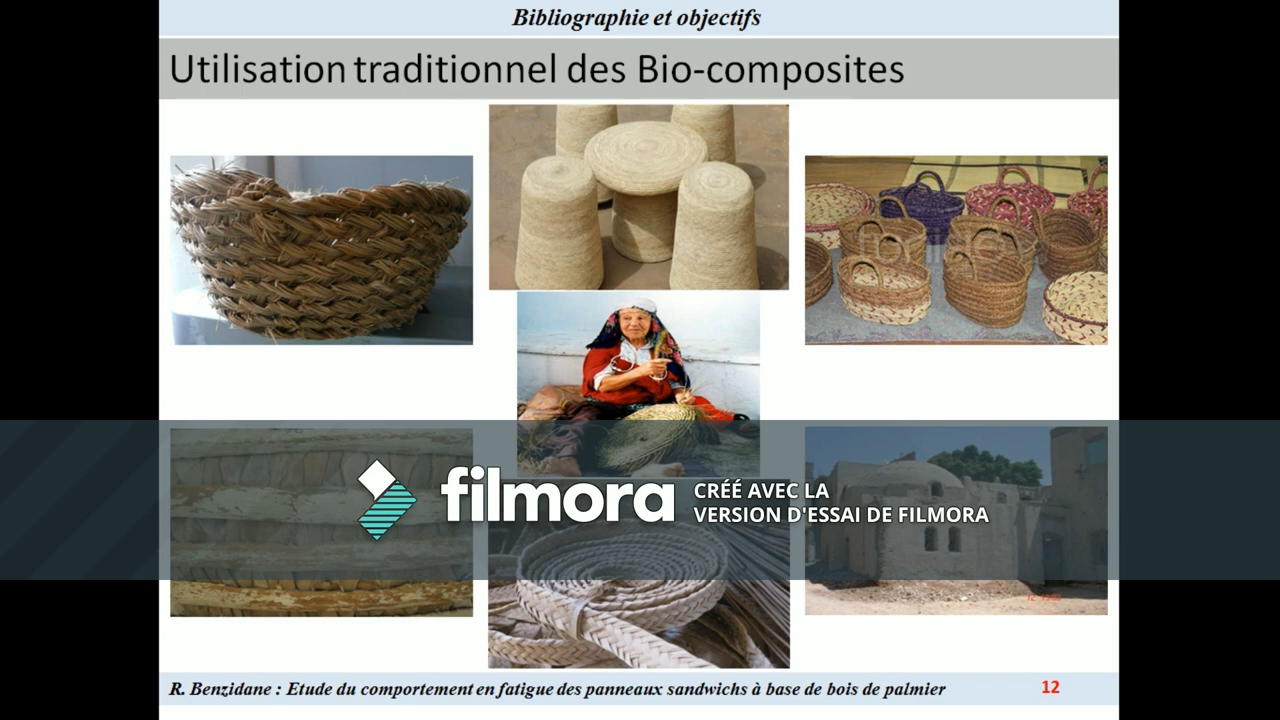 Bibliographie et objectifs
Utilisation traditionnel des Bio-composites
filmora
CRÉÉ AVEC LA
VERSION D'ESSAI DE FILMORA
R. Benzidane : Etude du comportement en fatigue des panneaux sandwichs à base de bois de palmier
12